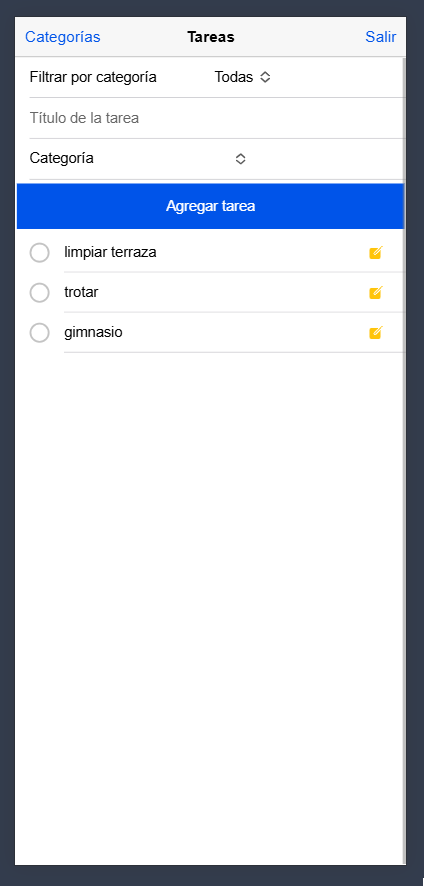 Categorías Tareas Salir
Filtrar por categoría Todas
Título de la tarea
Categoría
Agregar tarea
limpiar terraza
trotar
gimnasio